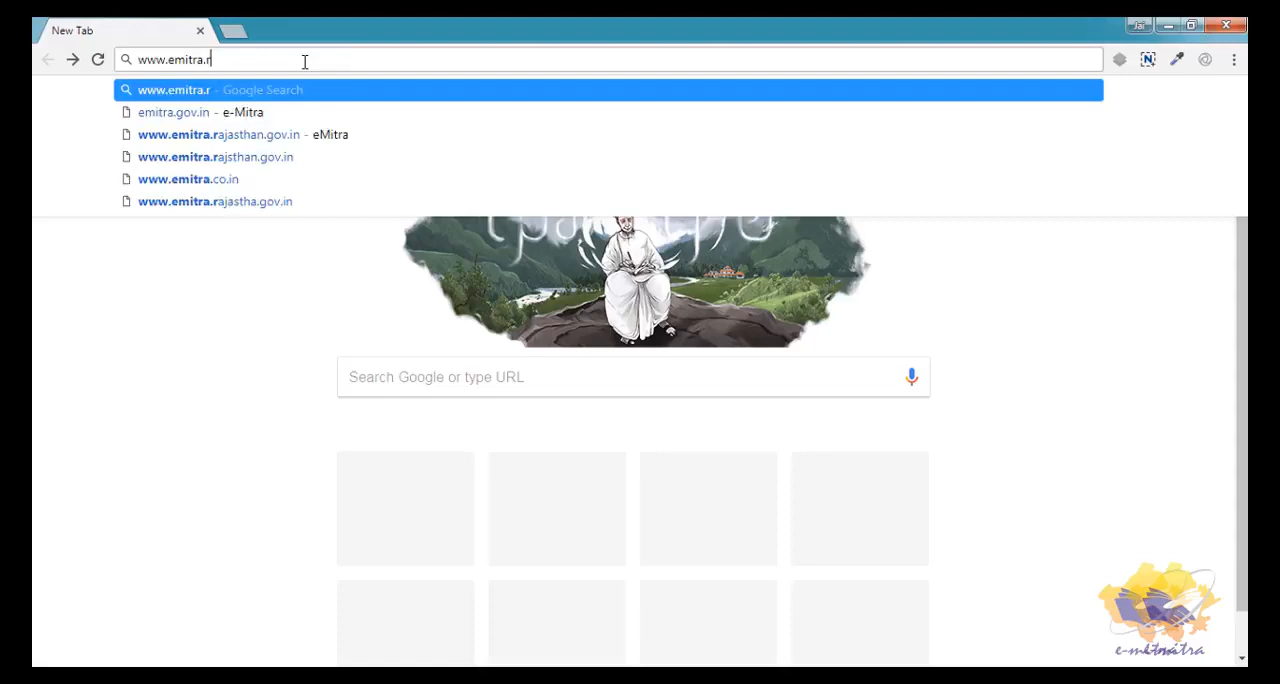 New Tab
Jai
www.emitra.r
www.emitra.r - Google Search
emitra.gov.in - e-Mitra
www.emitra.rajasthan.gov.in - eMitra
www.emitra.rajsthan.gov.in
www.emitra.co.in
www.emitra.rajastha.gov.in
Search Google or type URL